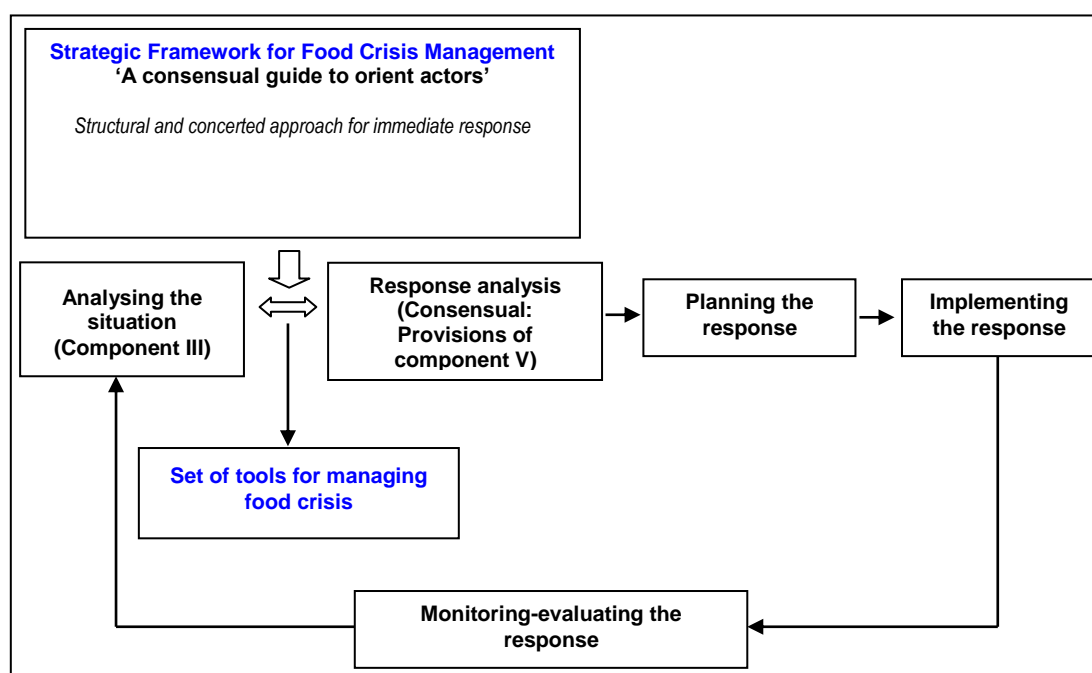 Strategic Framework for Food Crisis Management
‘A consensual guide to orient actors’
Structural and concerted approach for immediate response
Analysing the
situation
(Component III)
Response analysis
(Consensual:
Provisions of
component V)
Planning the
response
Implementing
the response
Set of tools for managing
food crisis
Monitoring-evaluating the
response